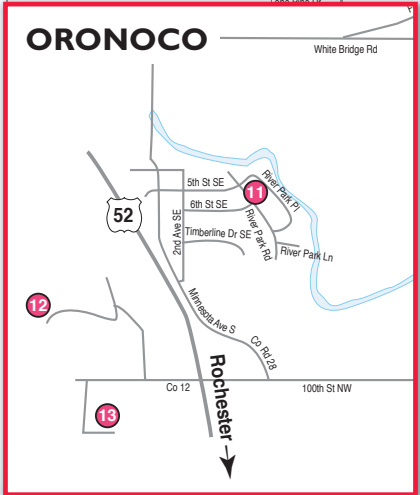 ORONOCO
White Bridge Rd
5th St SE
11
River Park Pl
52
6th St SE
2nd Ave SE
Timberline Dr SE
River Park Rd
River Park Ln
12
Minnesota Ave S
Co Rd 28
Rochester
Co 12
100th St NW
13